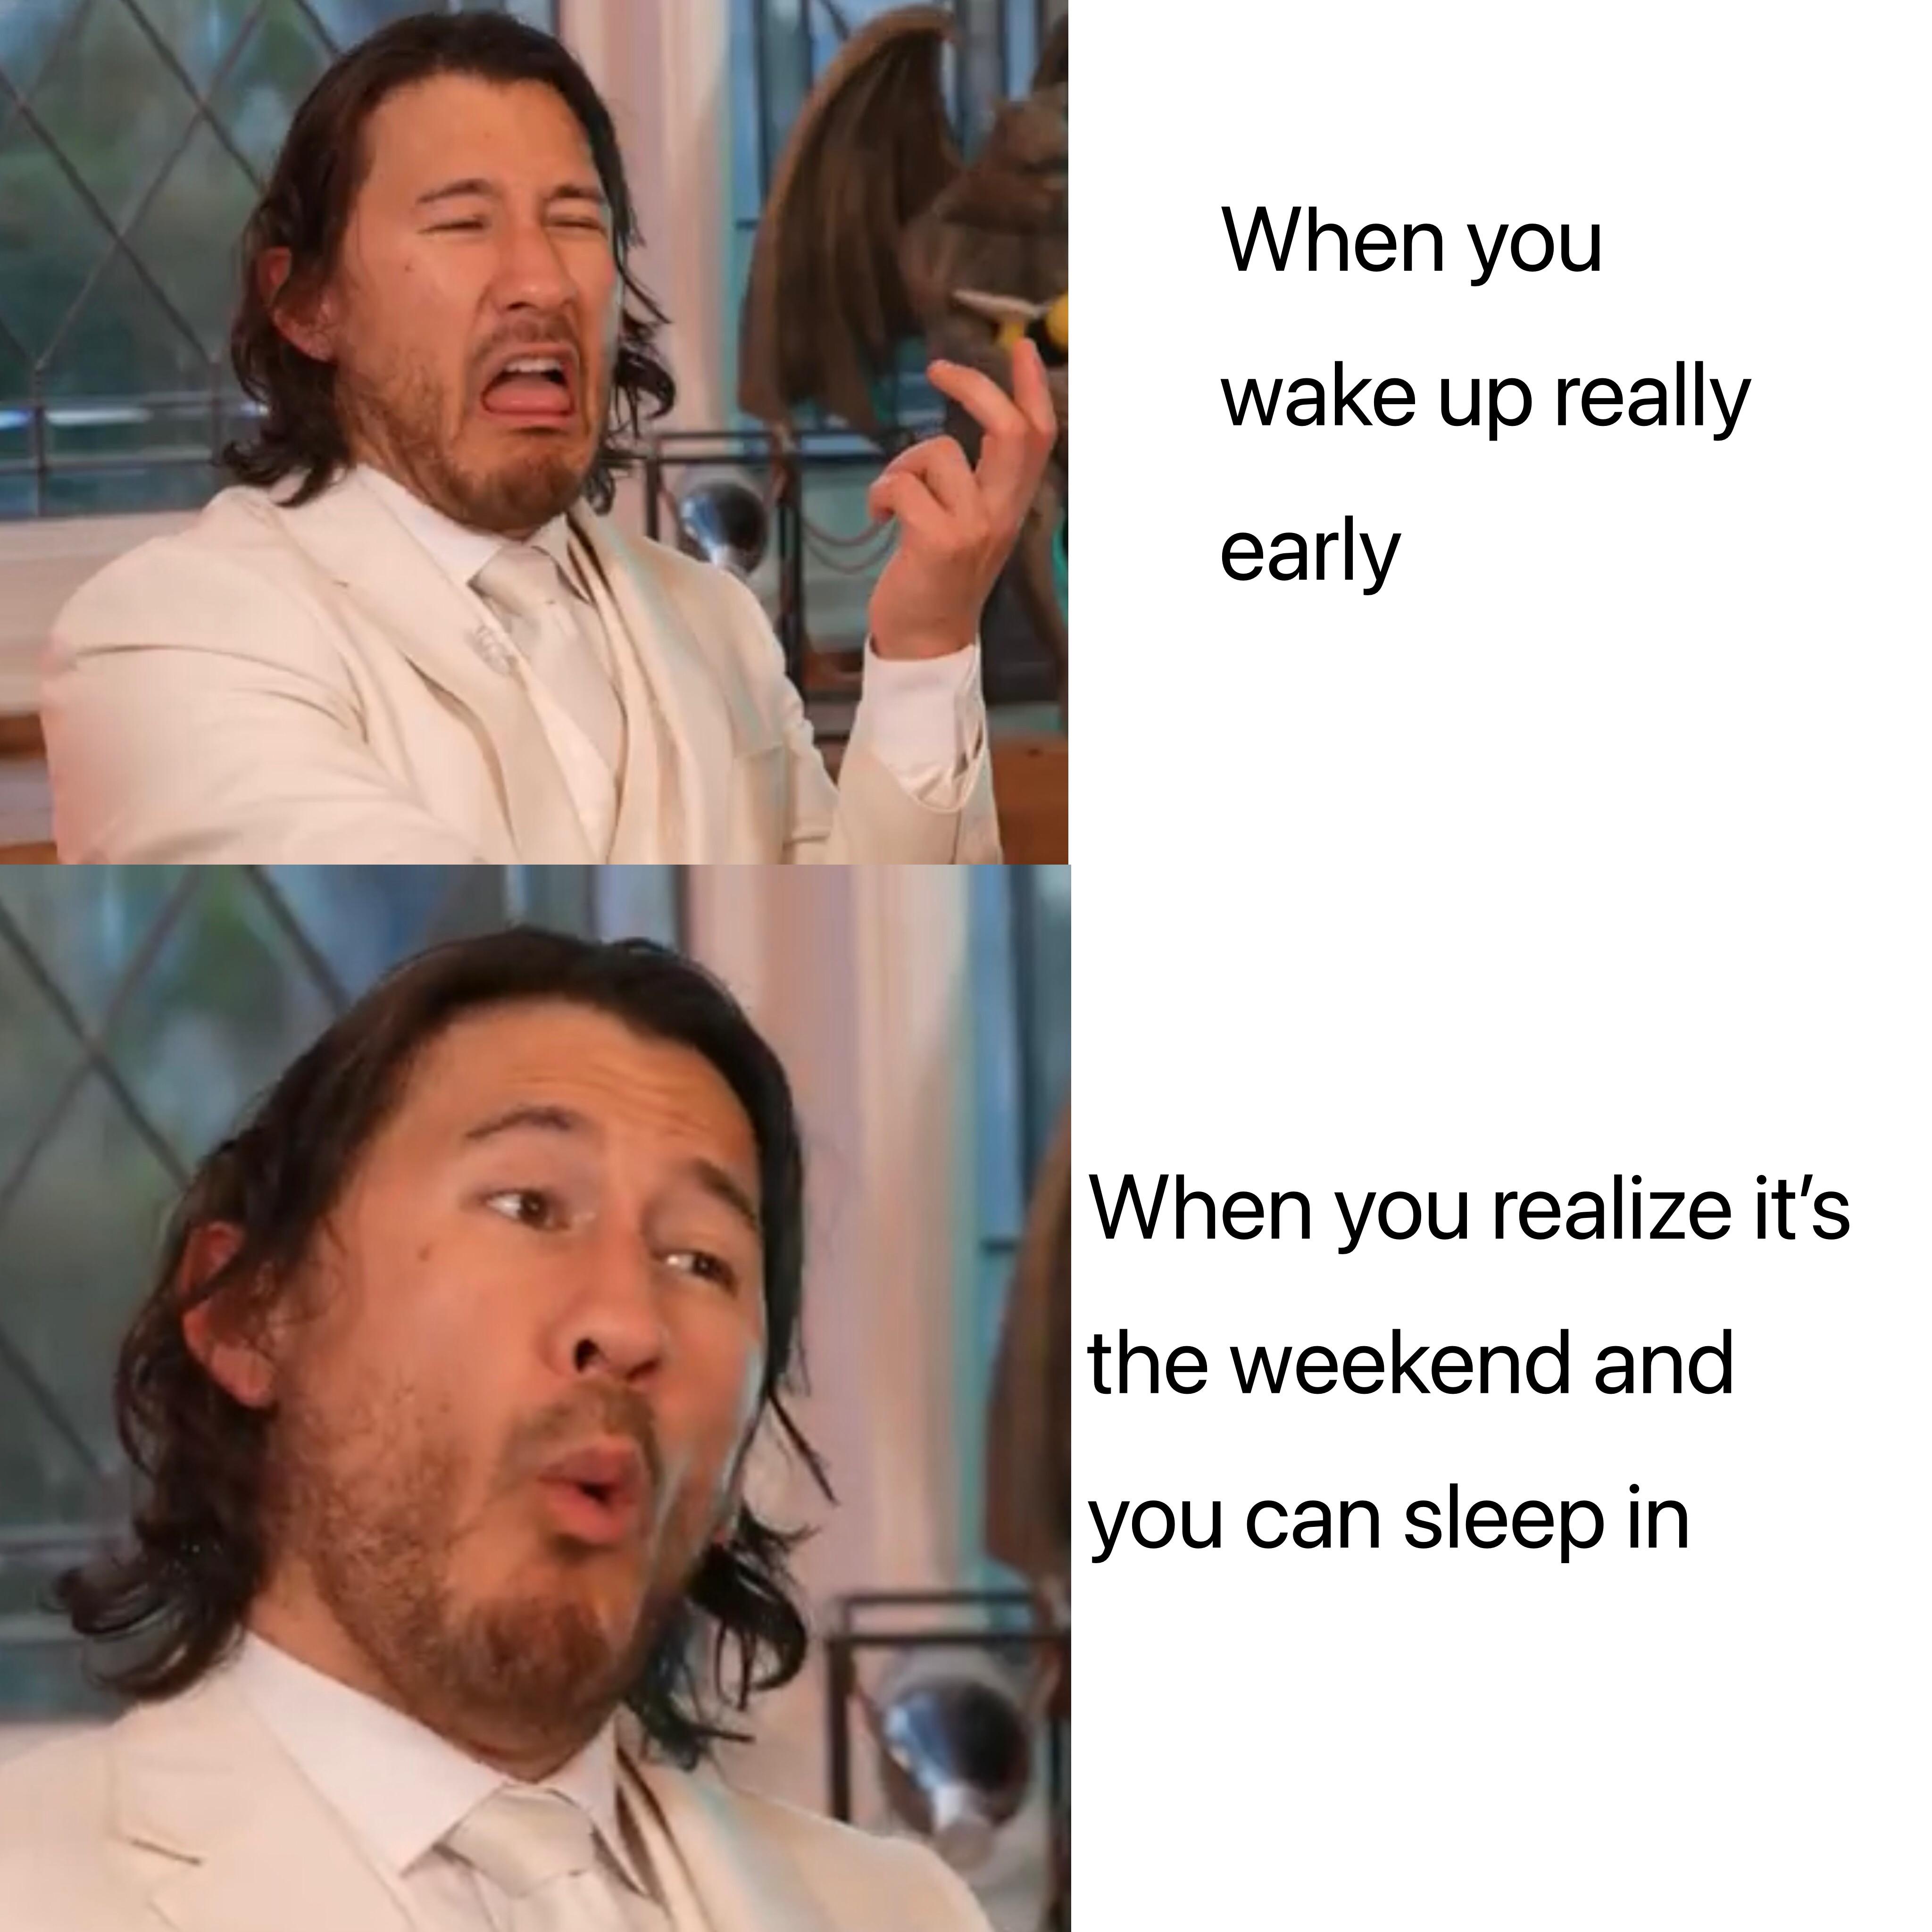 When you
wake up really
early
When you realize it’s
the weekend and
you can sleep in